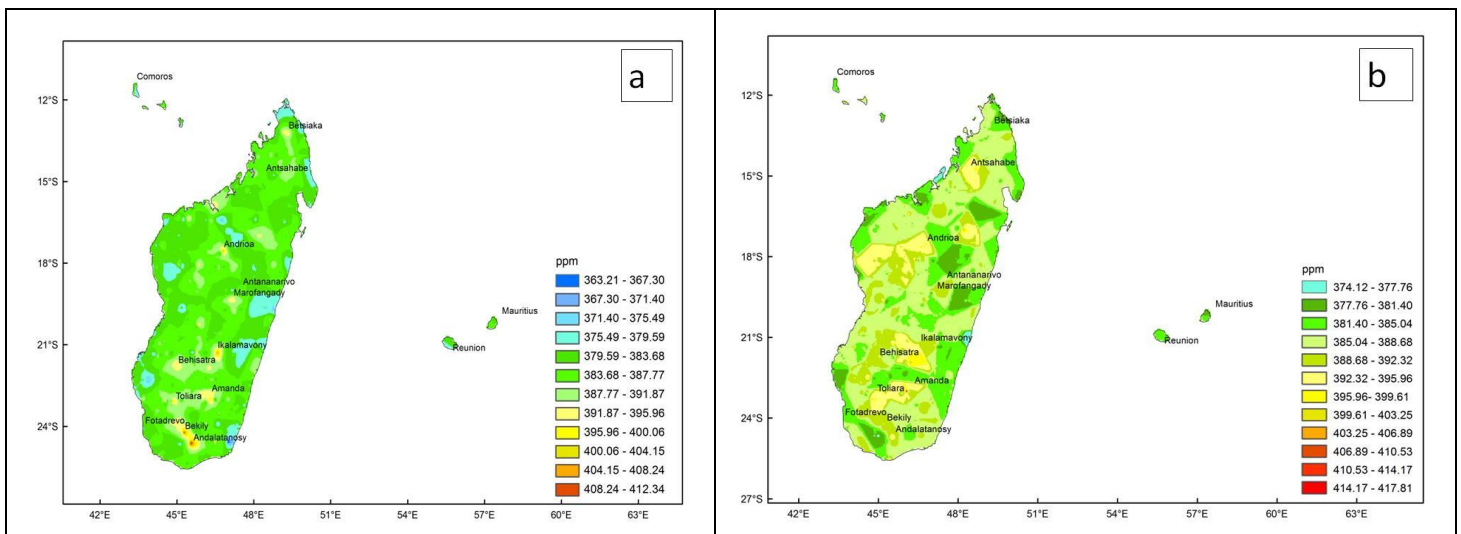 a
Comoros
12°S
Betsiaka
Antsahabe
15°S
Andrioa
18°S
Antananarivo
Marofangady
Mauritius
21°S
Ikalamavony
Reunion
Behisatra
Amanda
Toliara
Fotadrevo
Bekily
24°S
Andalatanosy
42°E 45°E 48°E 51°E 54°E 57°E 60°E 63°E
ppm
363.21 - 367.30
367.30 - 371.40
371.40 - 375.49
375.49 - 379.59
379.59 - 383.68
383.68 - 387.77
387.77 - 391.87
391.87 - 395.96
395.96 - 400.06
400.06 - 404.15
404.15 - 408.24
408.24 - 412.34
b
Comoros
12°S
Betsiaka
Antsahabe
15°S
Andrioa
18°S
Antananarivo
Marofangady
Mauritius
21°S
Ikalamavony
Reunion
Behisatra
Amanda
Toliara
Fotadrevo
Bekily
24°S
Andalatanosy
27°S
42°E 45°E 48°E 51°E 54°E 57°E 60°E 63°E
ppm
374.12 - 377.76
377.76 - 381.40
381.40 - 385.04
385.04 - 388.68
388.68 - 392.32
392.32 - 395.96
395.96- 399.61
399.61 - 403.25
403.25 - 406.89
406.89 - 410.53
410.53 - 414.17
414.17 - 417.81